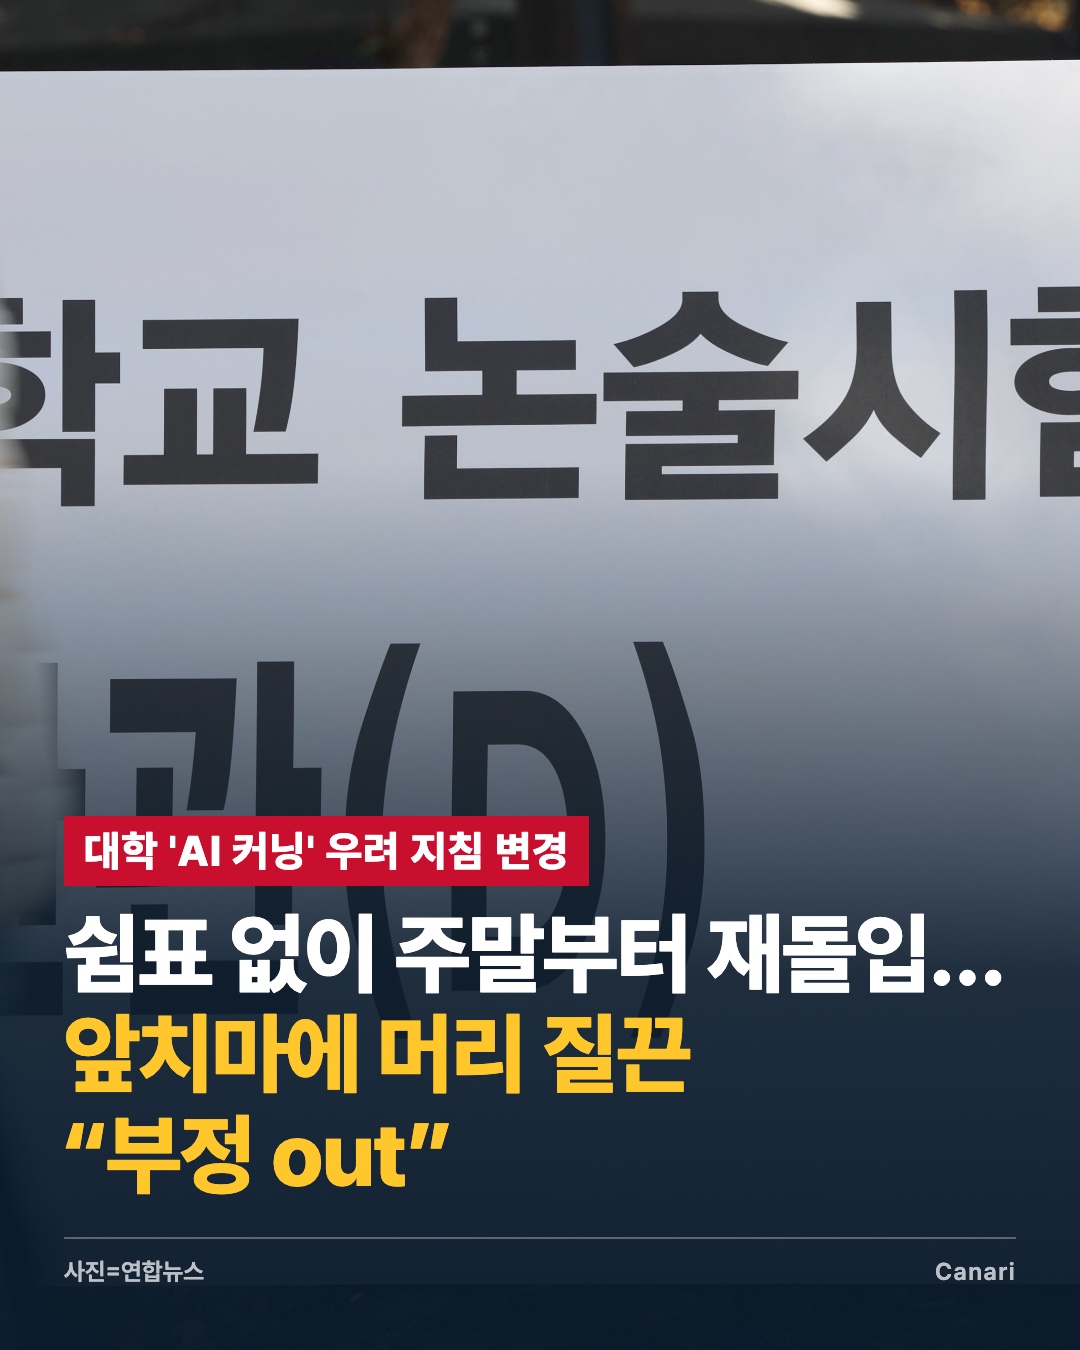 학교 논술시험
관(D)
대학 'AI 커닝' 우려 지침 변경
쉼표 없이 주말부터 재돌입...
앞치마에 머리 질끈
“부정 out”
사진=연합뉴스
Canari